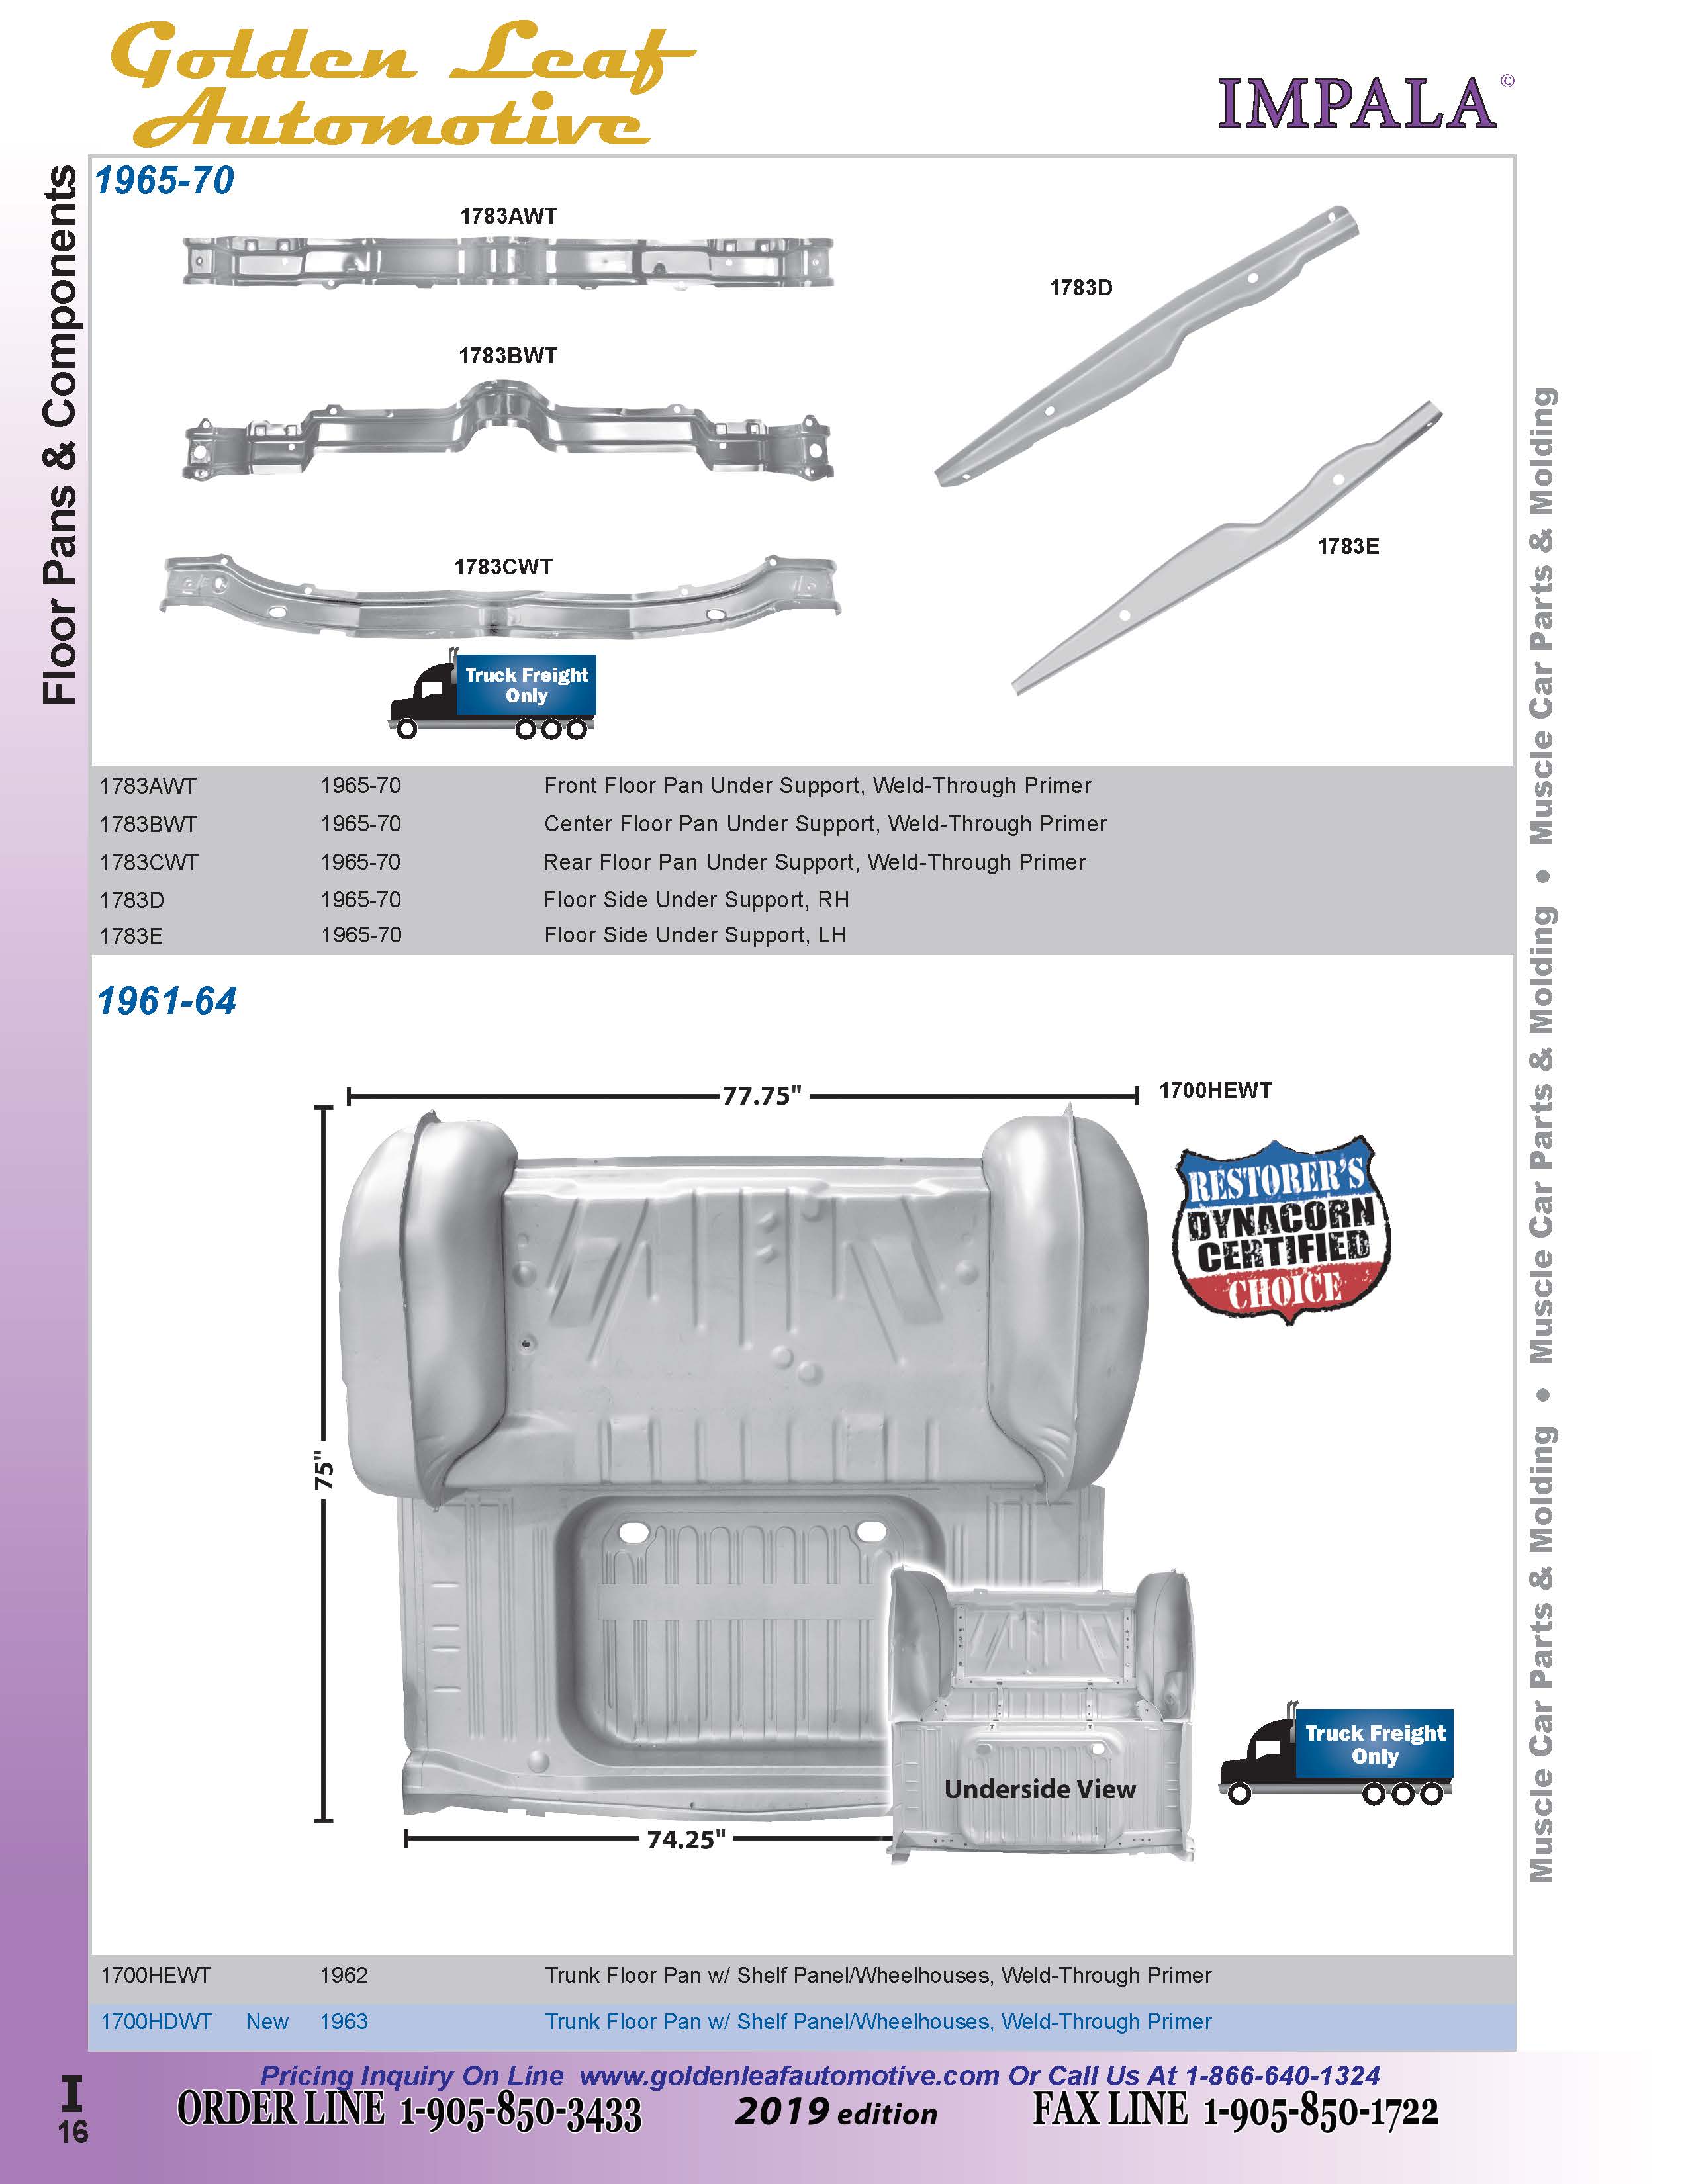 Golden Leaf
Automotive
IMPALA©
Floor Pans & Components
1965-70
1783AWT
1783D
1783BWT
1783E
1783CWT
Truck Freight
Only
1783AWT 1965-70 Front Floor Pan Under Support, Weld-Through Primer
1783BWT 1965-70 Center Floor Pan Under Support, Weld-Through Primer
1783CWT 1965-70 Rear Floor Pan Under Support, Weld-Through Primer
1783D 1965-70 Floor Side Under Support, RH
1783E 1965-70 Floor Side Under Support, LH
1961-64
77.75"
1700HEWT
RESTORER'S
DYNACORN
CERTIFIED
CHOICE
75"
Truck Freight
Only
Underside View
74.25"
1700HEWT 1962 Trunk Floor Pan w/ Shelf Panel/Wheelhouses, Weld-Through Primer
1700HDWT New 1963 Trunk Floor Pan w/ Shelf Panel/Wheelhouses, Weld-Through Primer
Muscle Car Parts & Molding • Muscle Car Parts & Molding • Muscle Car Parts & Molding
Pricing Inquiry On Line www.goldenleafautomotive.com Or Call Us At 1-866-640-1324
ORDER LINE 1-905-850-3433 2019 edition FAX LINE 1-905-850-1722
I
16